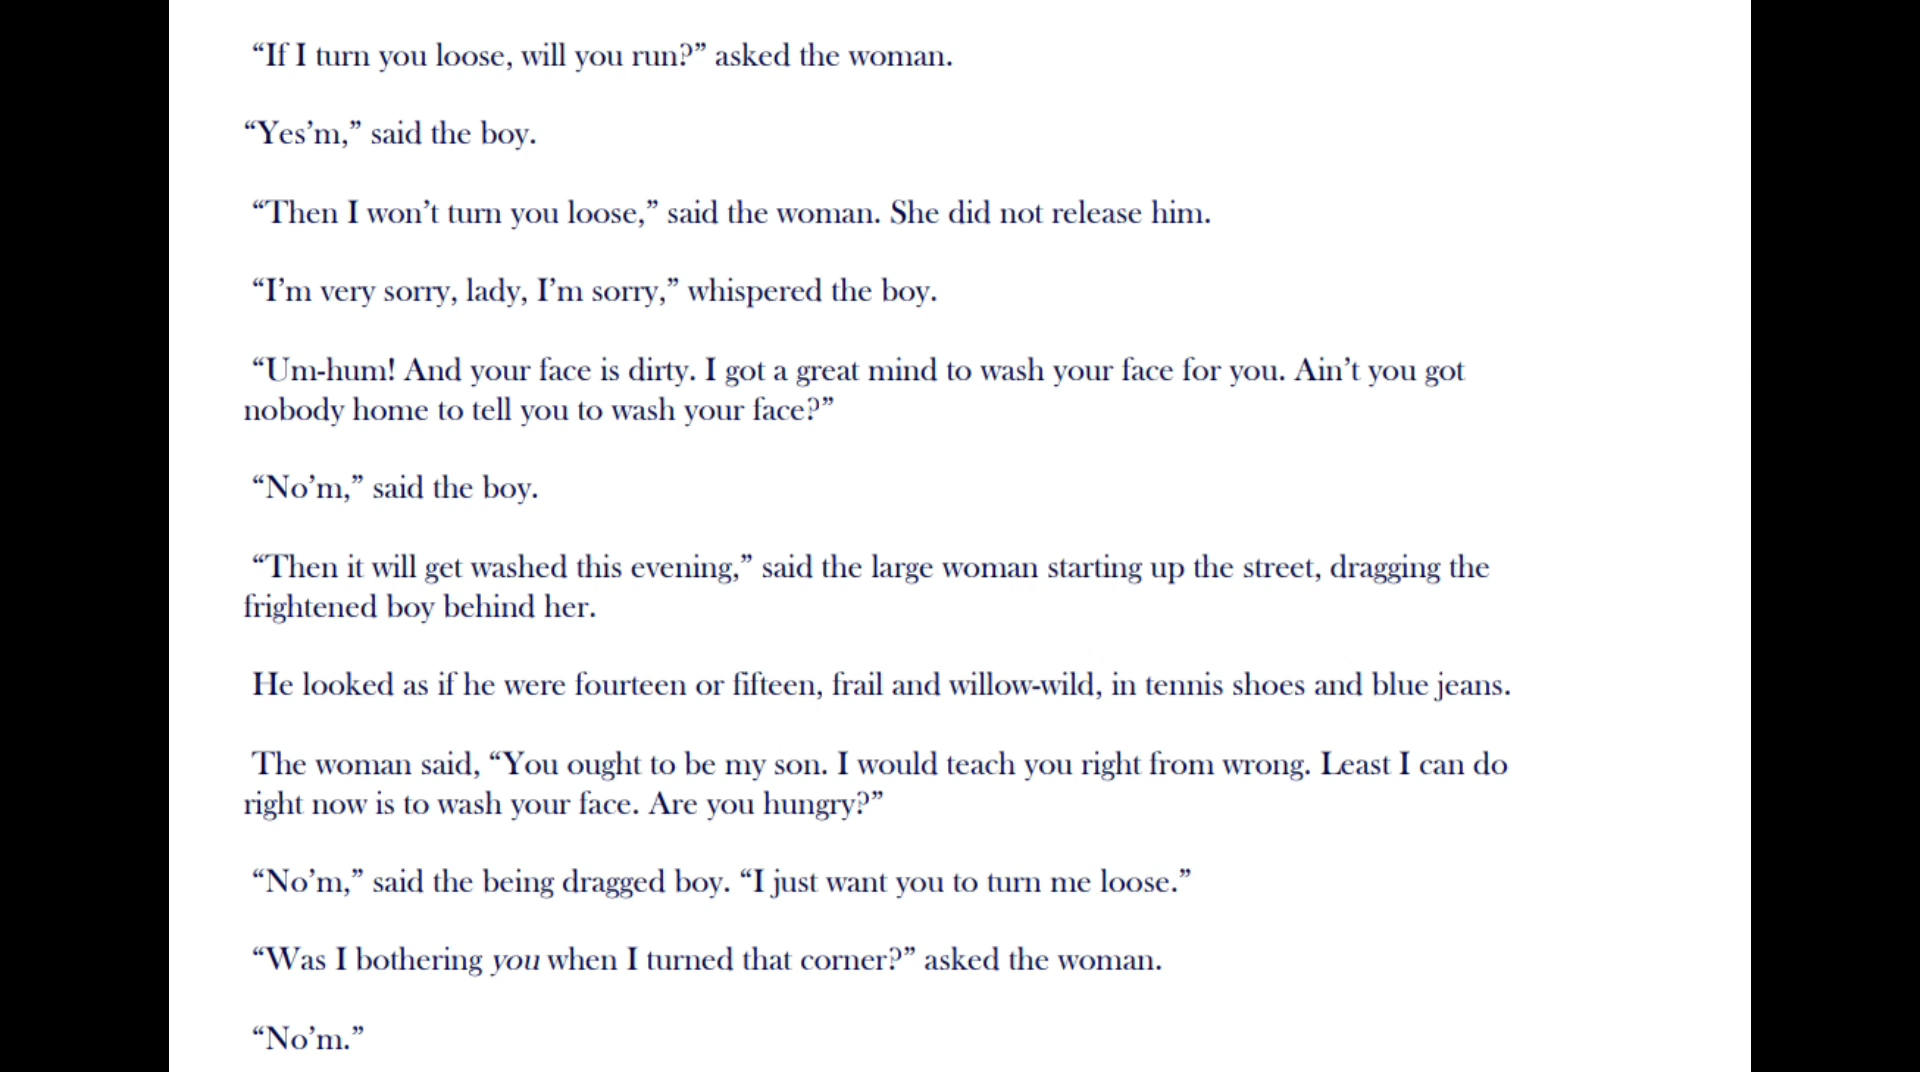 “If I turn you loose, will you run?” asked the woman.
“Yes’m,” said the boy.
“Then I won’t turn you loose,” said the woman. She did not release him.
“I’m very sorry, lady, I’m sorry,” whispered the boy.
“Um-hum! And your face is dirty. I got a great mind to wash your face for you. Ain’t you got
nobody home to tell you to wash your face?”
“No’m,” said the boy.
“Then it will get washed this evening,” said the large woman starting up the street, dragging the
frightened boy behind her.
He looked as if he were fourteen or fifteen, frail and willow-wild, in tennis shoes and blue jeans.
The woman said, “You ought to be my son. I would teach you right from wrong. Least I can do
right now is to wash your face. Are you hungry?”
“No’m,” said the being dragged boy. “I just want you to turn me loose.”
“Was I bothering you when I turned that corner?” asked the woman.
“No’m.”